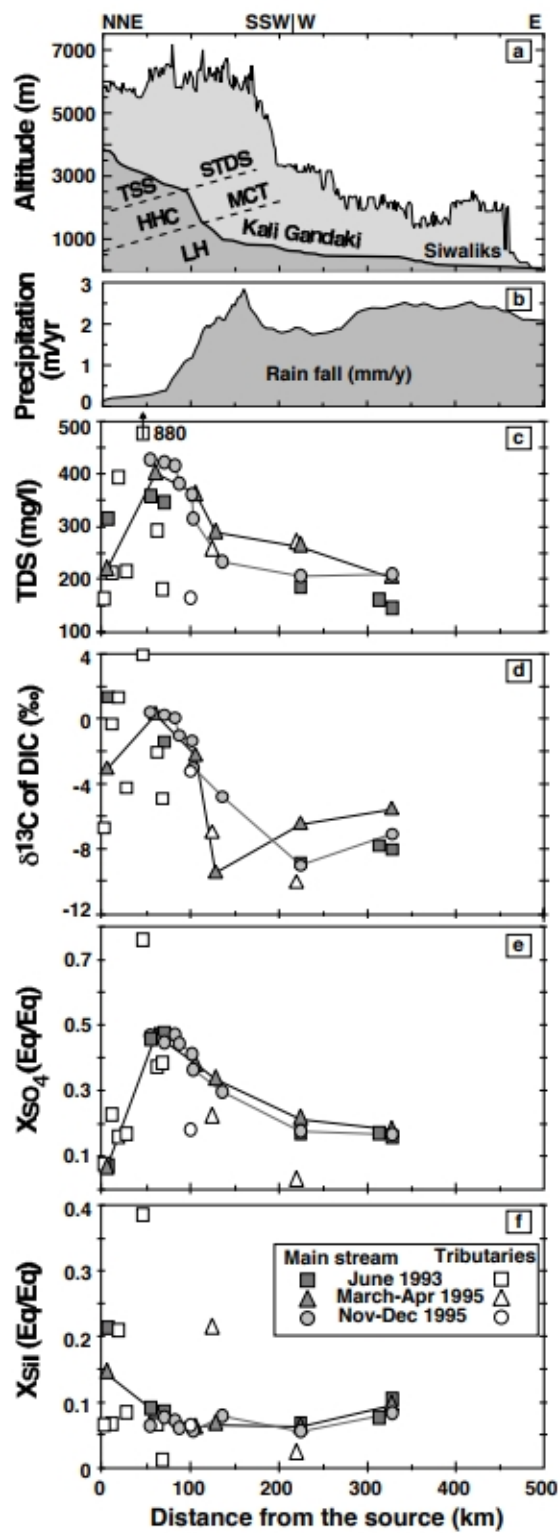 NNE SSW W E
a
7000
5000
3000
1000
Altitude (m)
STDS
TSS
MCT
HHC
Kali Gandaki
LH
Siwaliks
b
3
2
1
0
Precipitation
m/yr
Rain fall (mm/y)
c
500
400
300
200
100
TDS (mg/l)
880
d
4
0
-4
-8
-12
δ13C of DIC (‰)
e
0.7
0.5
0.3
0.1
XSO4 (Eq/Eq)
f
0.4
0.3
0.2
0.1
0
XSil (Eq/Eq)
Main stream Tributaries
June 1993
March-Apr 1995
Nov-Dec 1995
0 100 200 300 400 500
Distance from the source (km)